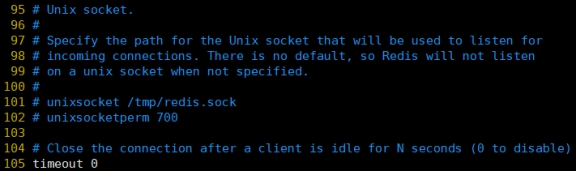 95 # Unix socket.
96 #
97 # Specify the path for the Unix socket that will be used to listen for
98 # incoming connections. There is no default, so Redis will not listen
99 # on a unix socket when not specified.
100 #
101 # unixsocket /tmp/redis.sock
102 # unixsocketperm 700
103
104 # Close the connection after a client is idle for N seconds (0 to disable)
105 timeout 0